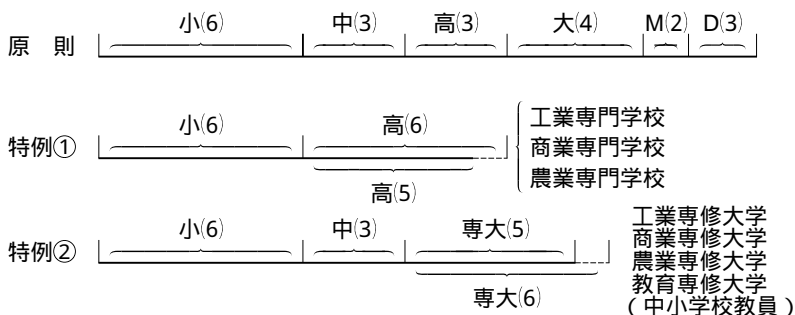 原 則 小(6) 中(3) 高(3) 大(4) M(2) D(3)
特例① 小(6) 高(6)
高(5)
工業専門学校
商業専門学校
農業専門学校
特例② 小(6) 中(3) 専大(5)
専大(6)
工業専修大学
商業専修大学
農業専修大学
教育専修大学
(中小学校教員)